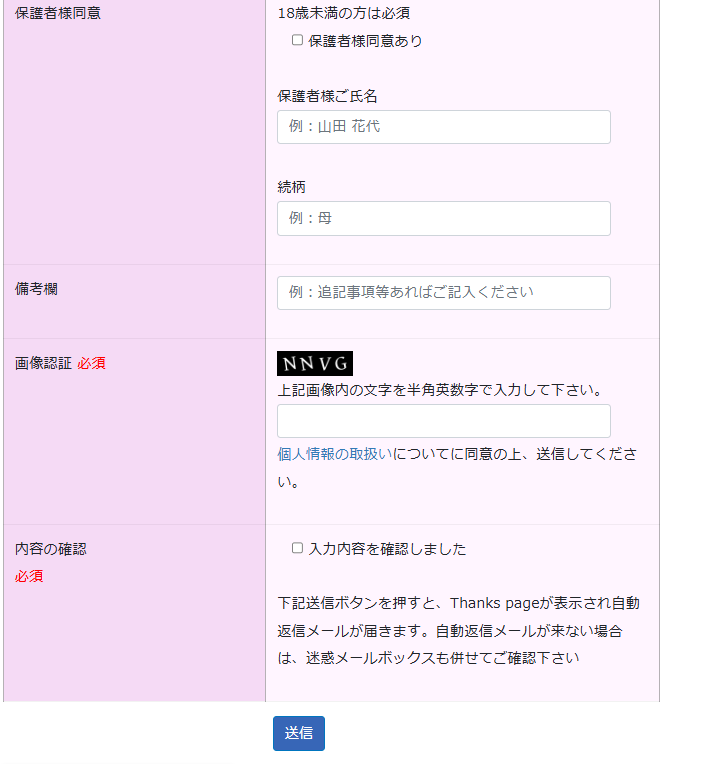 保護者様同意
18歳未満の方は必須
保護者様同意あり
保護者様ご氏名
例：山田 花代
続柄
例：母
備考欄
例：追記事項等あればご記入ください
画像認証 必須
NNVG
上記画像内の文字を半角英数字で入力して下さい。
個人情報の取扱いについてに同意の上、送信してくださ
い。
内容の確認
必須
入力内容を確認しました
下記送信ボタンを押すと、Thanks pageが表示され自動
返信メールが届きます。自動返信メールが来ない場合
は、迷惑メールボックスも併せてご確認下さい
送信